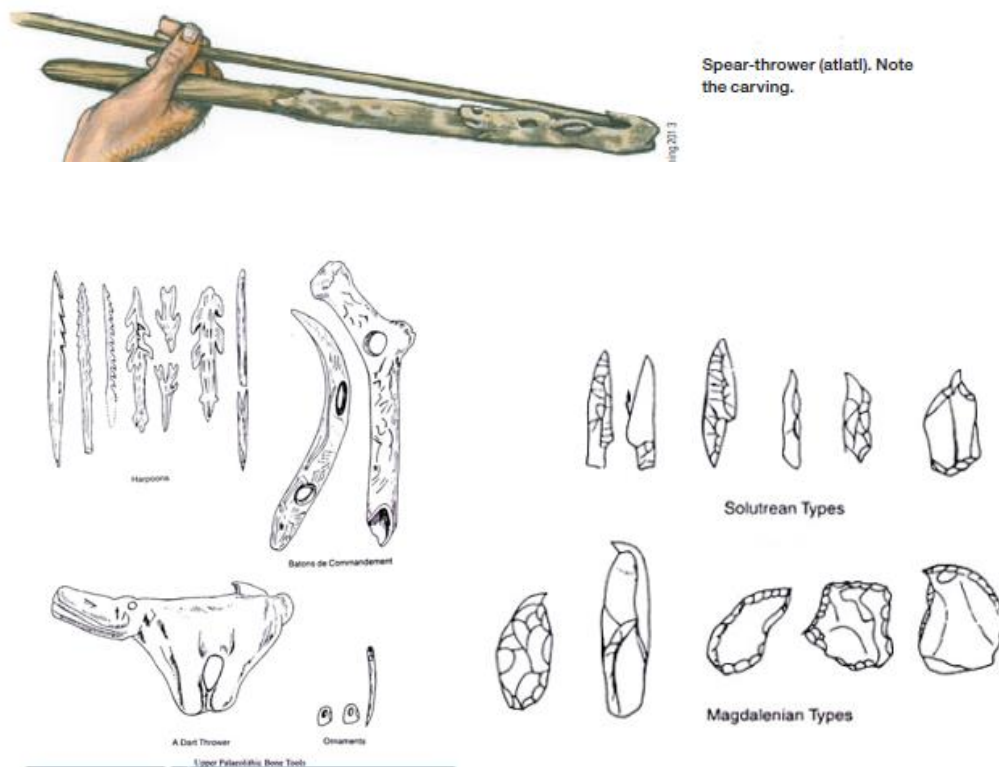 Spear-thrower (atlatl). Note
the carving.
Harpoons
Batons de Commandement
Solutrean Types
A Dart Thrower
Ornaments
Magdalenian Types
Upper Palaeolithic Bone Tools